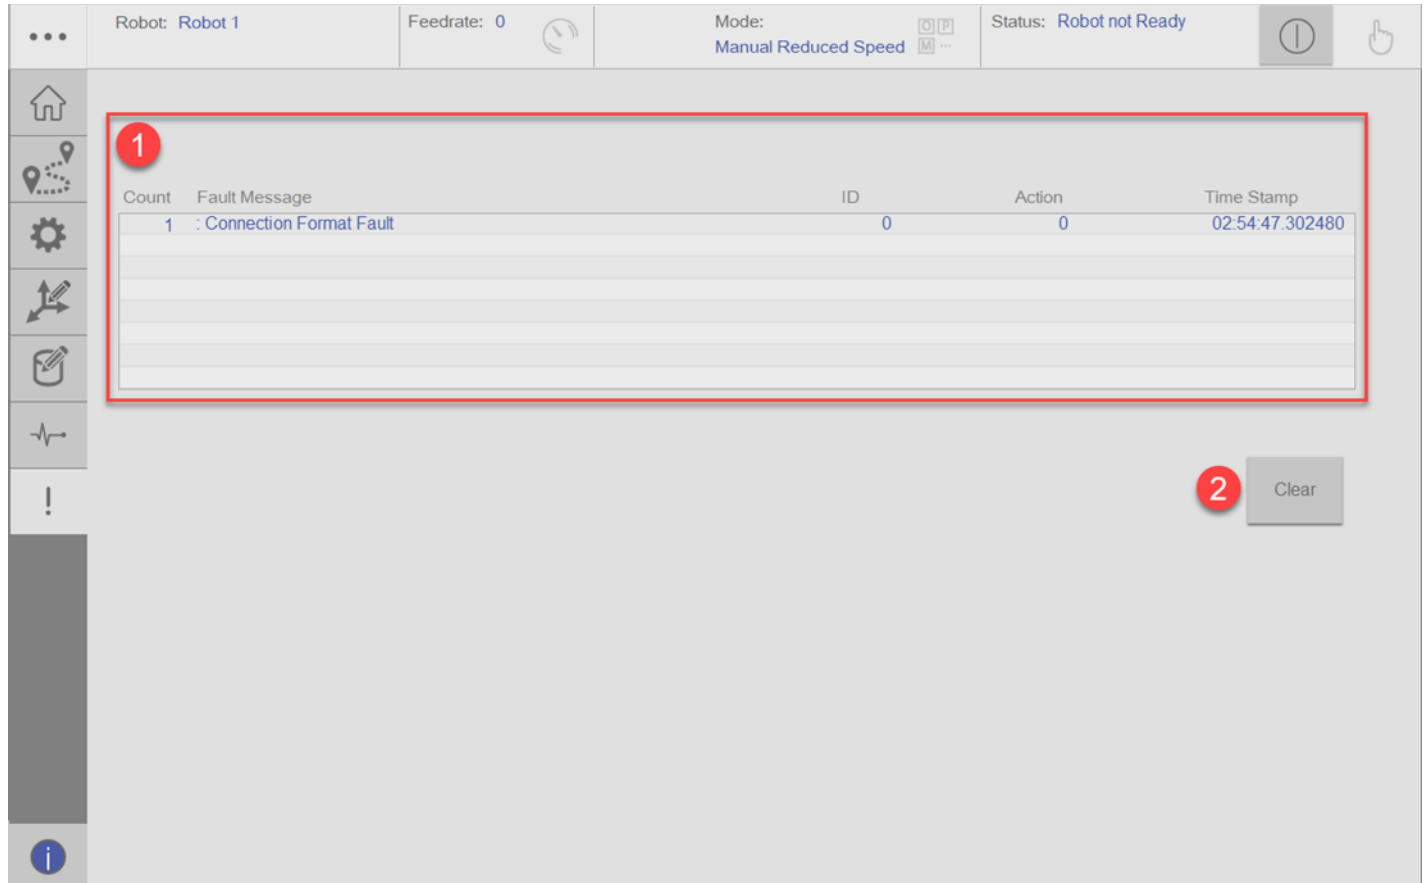 Robot: Robot 1
Feedrate: 0
Mode:
Manual Reduced Speed
O P
M ...
Status: Robot not Ready
1
Count Fault Message ID Action Time Stamp
1 : Connection Format Fault 0 0 02:54:47.302480
2 Clear
!
i